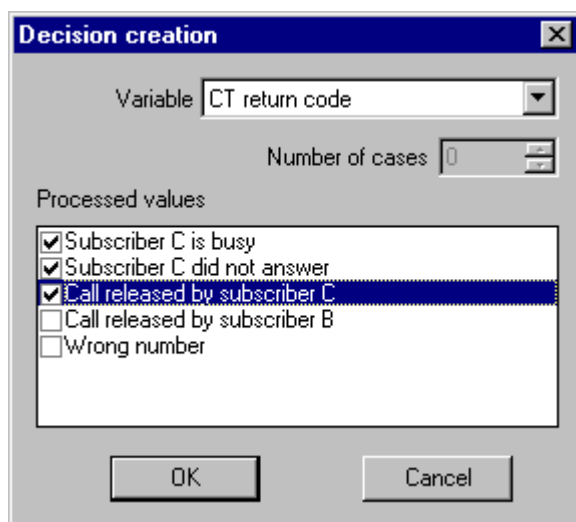 Decision creation
Variable CT return code
Number of cases 0
Processed values
Subscriber C is busy
Subscriber C did not answer
Call released by subscriber C
Call released by subscriber B
Wrong number
OK Cancel